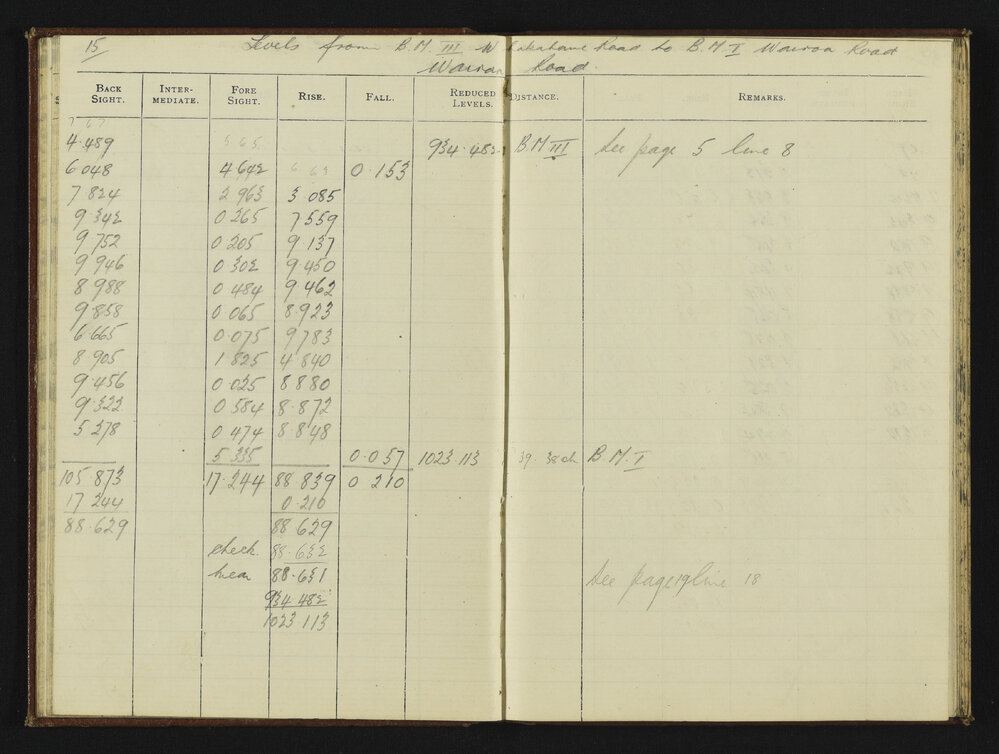 15 Levels from B.M III Whakatane Road to B.M I Wairoa Road
Wairoa Road.
BACK SIGHT. INTER-MEDIATE. FORE SIGHT. RISE. FALL. REDUCED LEVELS. DISTANCE. REMARKS.
4.489 934.482 B.M III See page 5 line 8
6 048 4 642 0.153
7 824 2 963 3 085
9 342 0.265 7 559
9 752 0.205 9.137
9 946 0.302 9.450
8 988 0 484 9.462
9.858 0 065 8.923
6.665 0.075 9 783
8 905 1.825 4 840
9.456 0 025 8 880
9.322 0 584 8.872
5 278 0 474 8.848
5 335 0.057 1023.113 39.38ch B.M.I
105 873 17.244 88 839 0 210
17 244 0.210
88.629 88 629
check. 88.632
mean 88.631 See page 19 line 18
934 482
1023 113